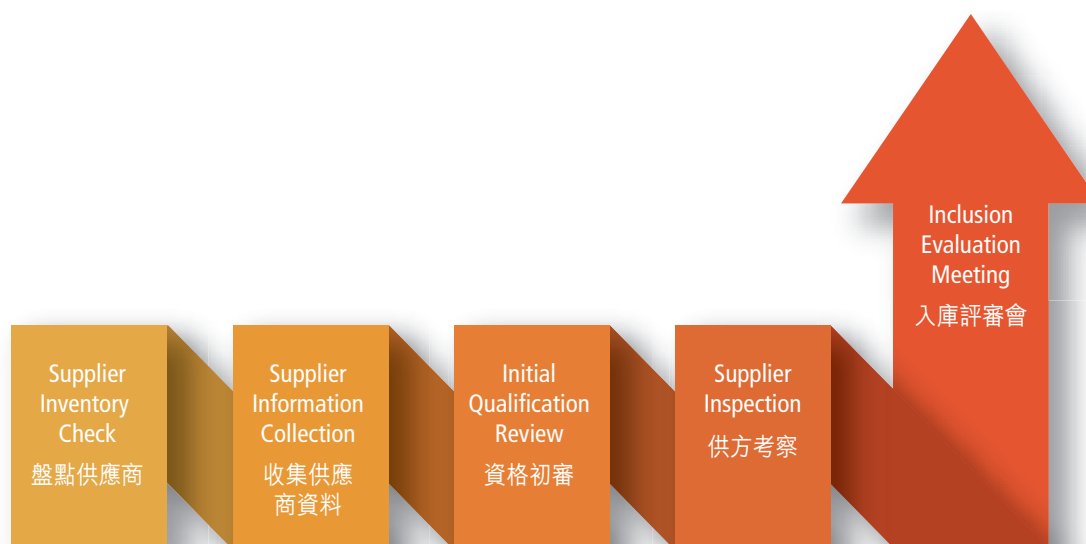 Supplier
Inventory
Check
盤點供應商
Supplier
Information
Collection
收集供應
商資料
Initial
Qualification
Review
資格初審
Supplier
Inspection
供方考察
Inclusion
Evaluation
Meeting
入庫評審會